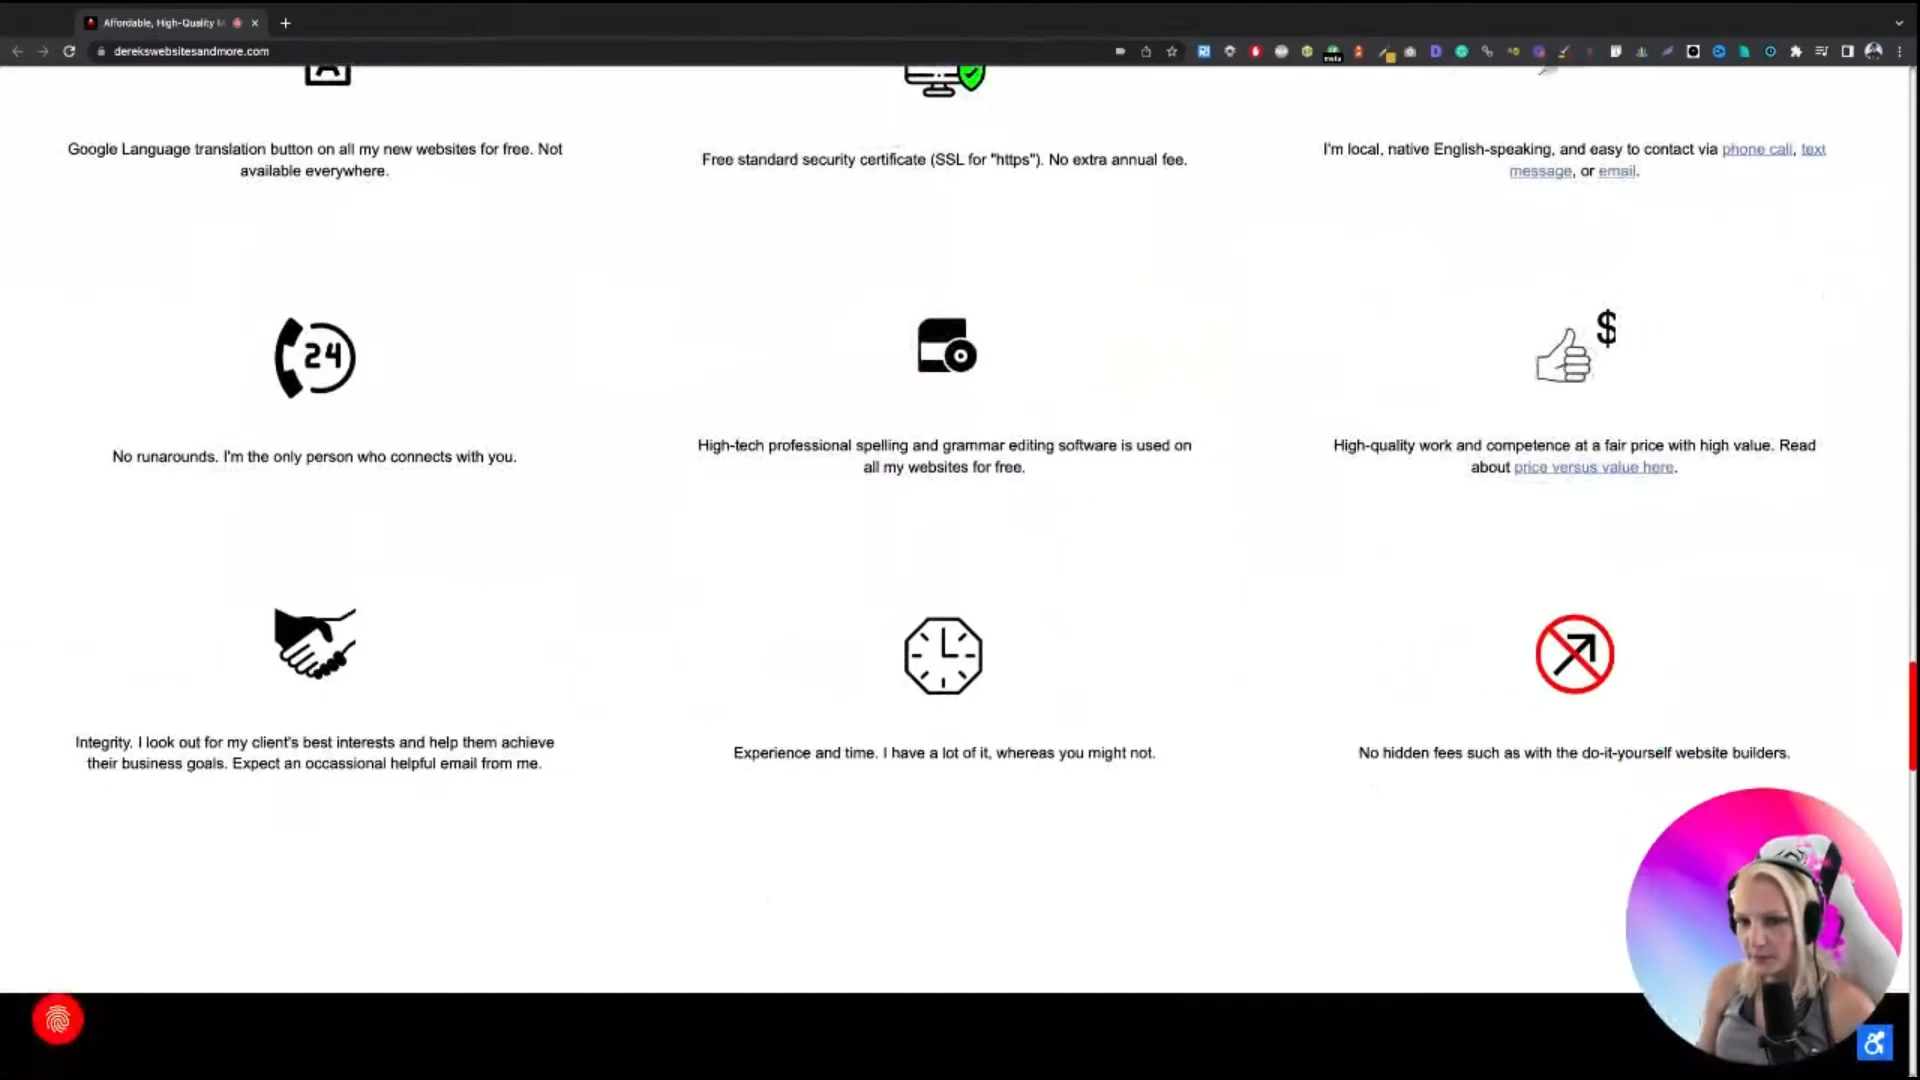 Affordable, High-Quality
derekswebsitesandmore.com
meta
A
Google Language translation button on all my new websites for free. Not
available everywhere.
Free standard security certificate (SSL for "https"). No extra annual fee.
I'm local, native English-speaking, and easy to contact via phone call, text
message, or email.
24
$
No runarounds. I'm the only person who connects with you.
High-tech professional spelling and grammar editing software is used on
all my websites for free.
High-quality work and competence at a fair price with high value. Read
about price versus value here.
Integrity. I look out for my client's best interests and help them achieve
their business goals. Expect an occassional helpful email from me.
Experience and time. I have a lot of it, whereas you might not.
No hidden fees such as with the do-it-yourself website builders.